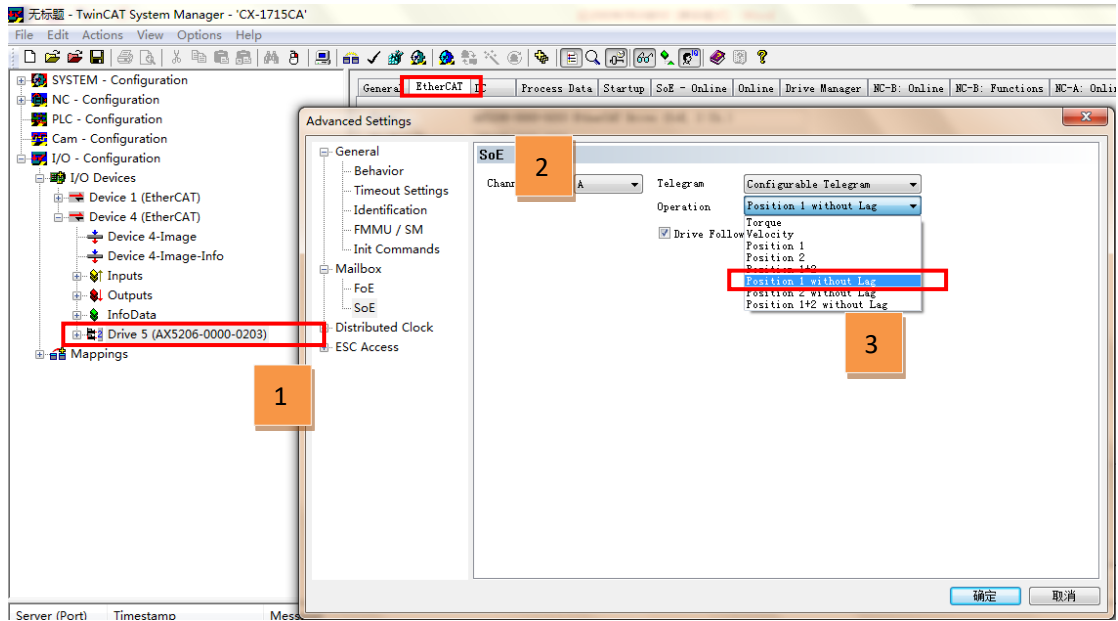 无标题 - TwinCAT System Manager - 'CX-1715CA'
File Edit Actions View Options Help
SYSTEM - Configuration
NC - Configuration
PLC - Configuration
Cam - Configuration
I/O - Configuration
I/O Devices
Device 1 (EtherCAT)
Device 4 (EtherCAT)
Device 4-Image
Device 4-Image-Info
Inputs
Outputs
InfoData
Drive 5 (AX5206-0000-0203)
Mappings
1
General EtherCAT DC Process Data Startup SoE - Online Online Drive Manager NC-B: Online NC-B: Functions NC-A: Onli
Advanced Settings
General
Behavior
Timeout Settings
Identification
FMMU / SM
Init Commands
Mailbox
FoE
SoE
Distributed Clock
ESC Access
SoE
2
Chann A Telegram Configurable Telegram
Operation Position 1 without Lag
Drive Follow
Torque
Velocity
Position 1
Position 2
Position 1+2
Position 1 without Lag
Position 2 without Lag
Position 1+2 without Lag
3
确定 取消
Server (Port) Timestamp Mess